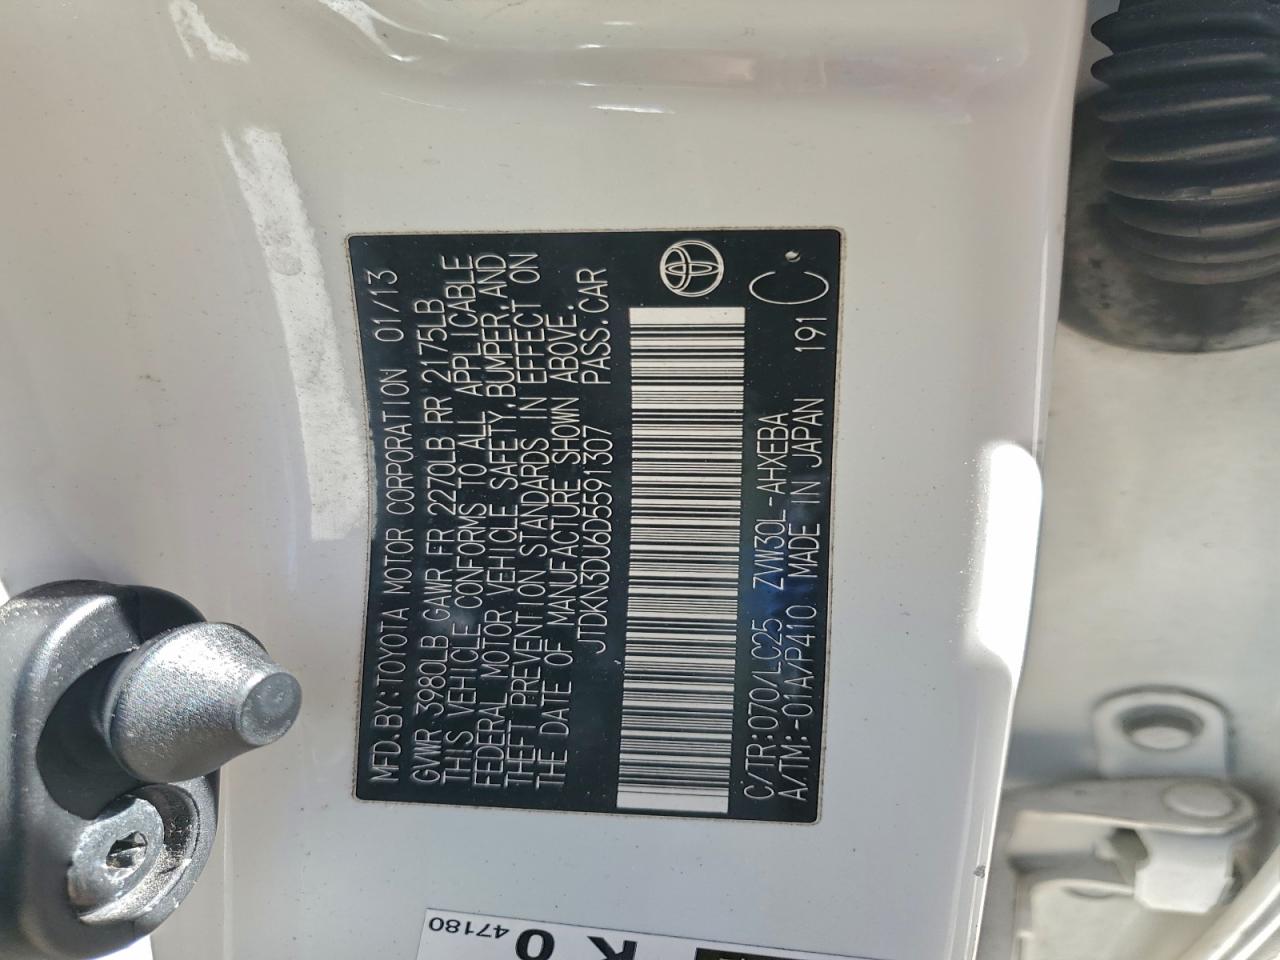 MFD.BY:TOYOTA MOTOR CORPORATION 01/13
GVWR 3980LB GAWR FR 2270LB RR 2175LB
THIS VEHICLE CONFORMS TO ALL APPLICABLE
FEDERAL MOTOR VEHICLE SAFETY,BUMPER,AND
THEFT PREVENTION STANDARDS IN EFFECT ON
THE DATE OF MANUFACTURE SHOWN ABOVE.
JTDKN3DU6D5591307 PASS.CAR
C/TR:070/LC25 ZVW30L-AHXEBA
A/TM:-01A/P410 MADE IN JAPAN 191 C
47180
K 0